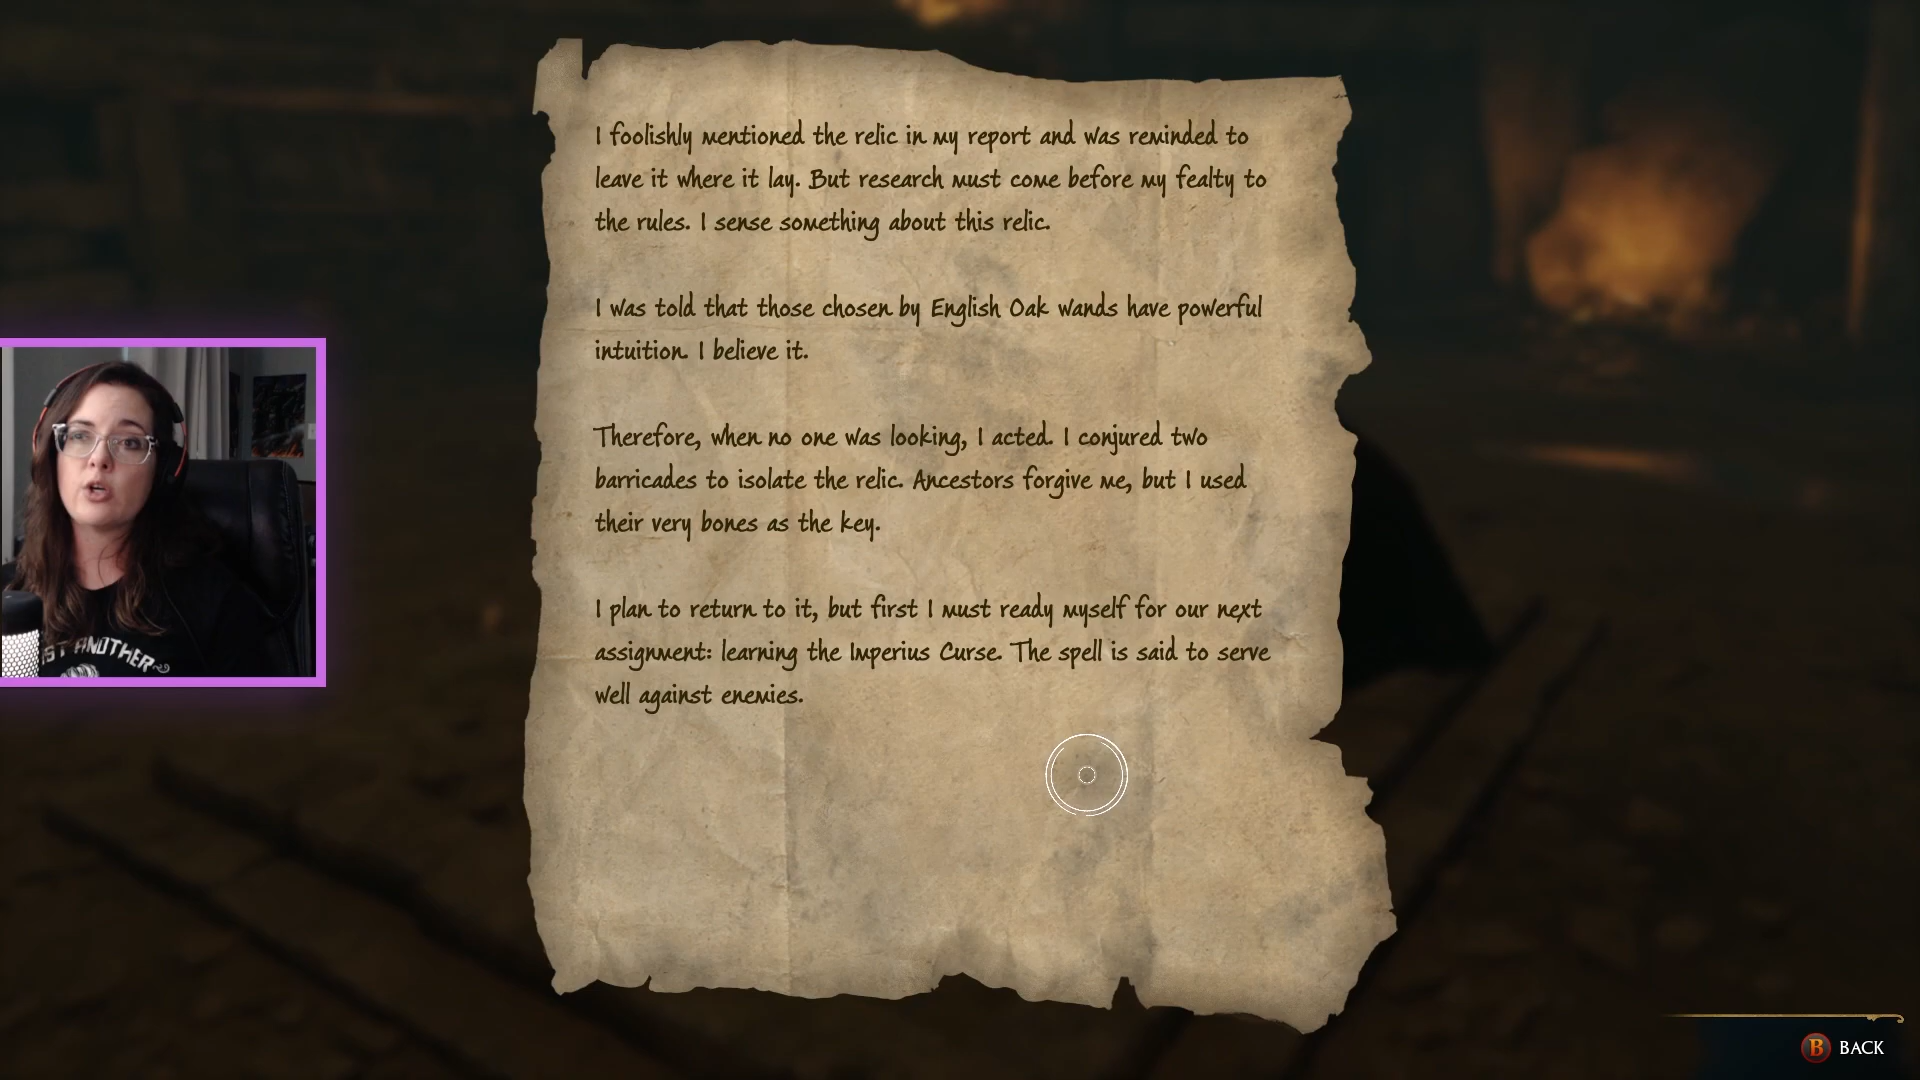 I foolishly mentioned the relic in my report and was reminded to
leave it where it lay. But research must come before my fealty to
the rules. I sense something about this relic.
I was told that those chosen by English Oak wands have powerful
intuition. I believe it.
Therefore, when no one was looking, I acted. I conjured two
barricades to isolate the relic. Ancestors forgive me, but I used
their very bones as the key.
I plan to return to it, but first I must ready myself for our next
assignment: learning the Imperius Curse. The spell is said to serve
well against enemies.
ANOTHER
B BACK